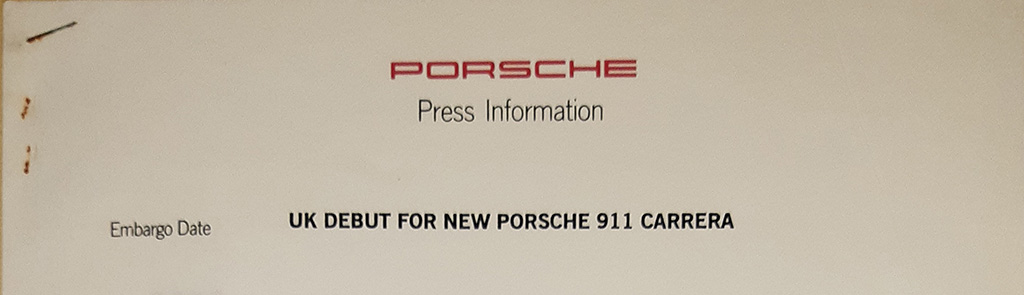 PORSCHE
Press Information
Embargo Date
UK DEBUT FOR NEW PORSCHE 911 CARRERA